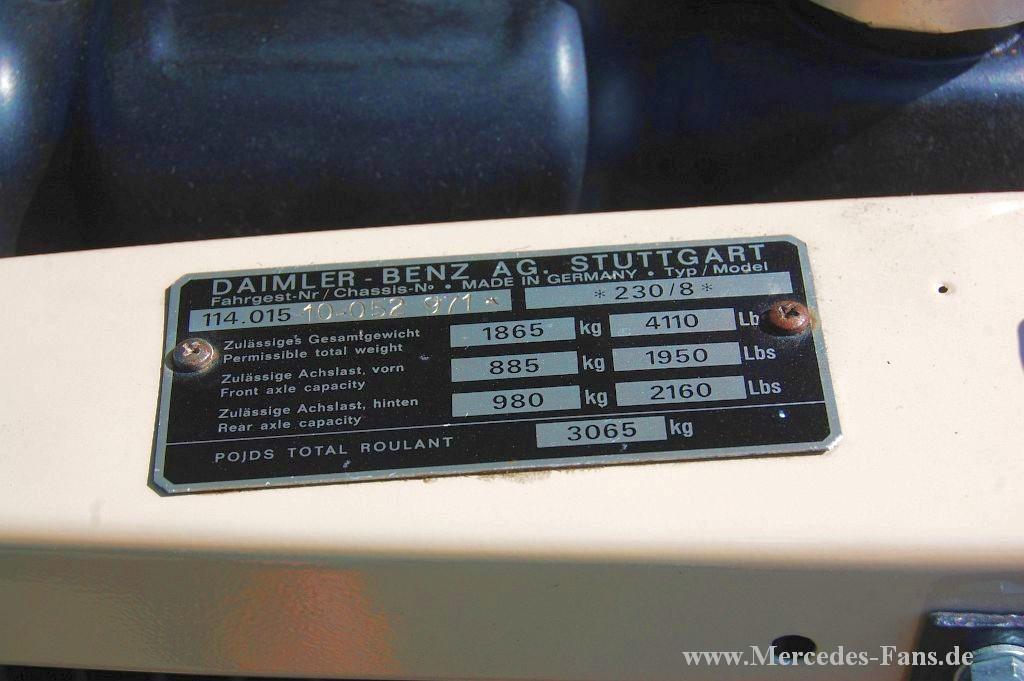 DAIMLER - BENZ AG. STUTTGART
Fahrgest-Nr / Chassis-No • MADE IN GERMANY • Typ / Model
114.015 10-052 971 * *230/8*
Zulässiges Gesamtgewicht
Permissible total weight 1865 kg 4110 Lb
Zulässige Achslast, vorn
Front axle capacity 885 kg 1950 Lbs
Zulässige Achslast, hinten
Rear axle capacity 980 kg 2160 Lbs
POJDS TOTAL ROULANT 3065 kg
www.Mercedes-Fans.de